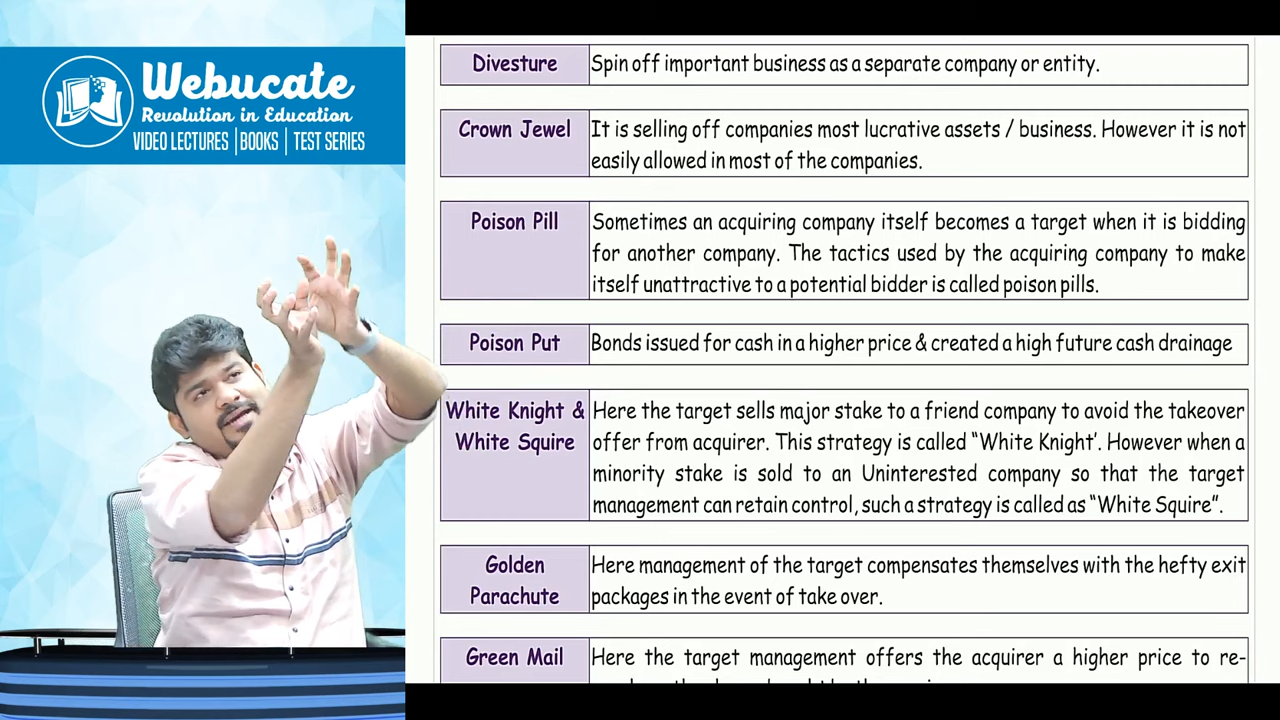 Webucate
Revolution in Education
VIDEO LECTURES | BOOKS | TEST SERIES
Divesture
Spin off important business as a separate company or entity.
Crown Jewel
It is selling off companies most lucrative assets / business. However it is not
easily allowed in most of the companies.
Poison Pill
Sometimes an acquiring company itself becomes a target when it is bidding
for another company. The tactics used by the acquiring company to make
itself unattractive to a potential bidder is called poison pills.
Poison Put
Bonds issued for cash in a higher price & created a high future cash drainage
White Knight &
White Squire
Here the target sells major stake to a friend company to avoid the takeover
offer from acquirer. This strategy is called “White Knight’. However when a
minority stake is sold to an Uninterested company so that the target
management can retain control, such a strategy is called as “White Squire”.
Golden
Parachute
Here management of the target compensates themselves with the hefty exit
packages in the event of take over.
Green Mail
Here the target management offers the acquirer a higher price to re-